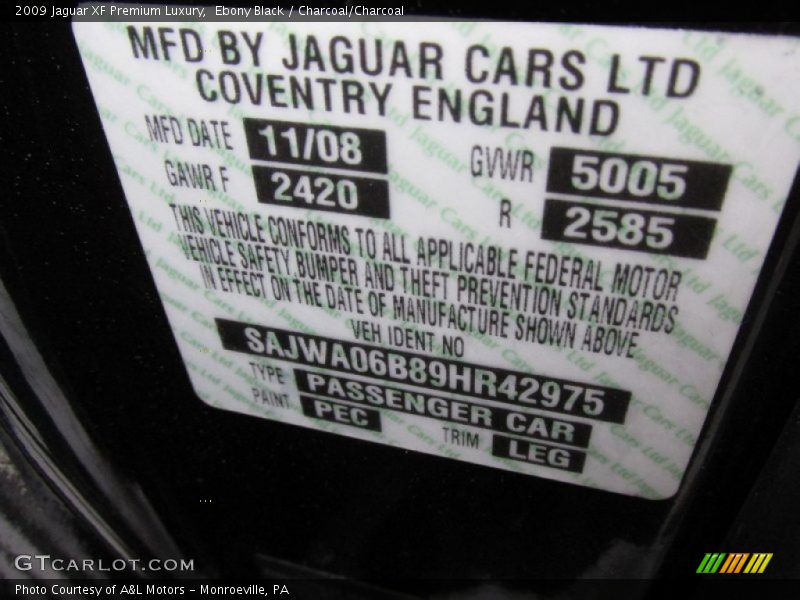 2009 Jaguar XF Premium Luxury,  Ebony Black / Charcoal/Charcoal
MFD BY JAGUAR CARS LTD
COVENTRY ENGLAND
MFD DATE 11/08 GVWR 5005
GAWR F 2420 R 2585
THIS VEHICLE CONFORMS TO ALL APPLICABLE FEDERAL MOTOR
VEHICLE SAFETY.BUMPER AND THEFT PREVENTION STANDARDS
IN EFFECT ON THE DATE OF MANUFACTURE SHOWN ABOVE
VEH IDENT NO
SAJWA06B89HR42975
TYPE PASSENGER CAR
PAINT PEC TRIM LEG
GTCARLOT.COM
Photo Courtesy of A&L Motors – Monroeville, PA